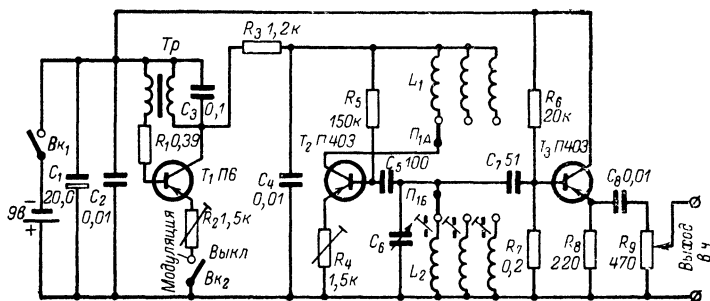 R3 1,2к
Тр
C3
0,1
R5
150к
L1
R6
20к
Вк1
R1 0,39
П1А
T2 П403
T3 П403
C5 100
C7 51
C8 0,01
C1
20,0
C2
0,01
T1 П6
C4
0,01
П1Б
9В
R2 1,5к
Модуляция
Выкл
Вк2
R4
1,5к
C6
L2
R7
0,2
R8
220
R9
470
Выход
В ч